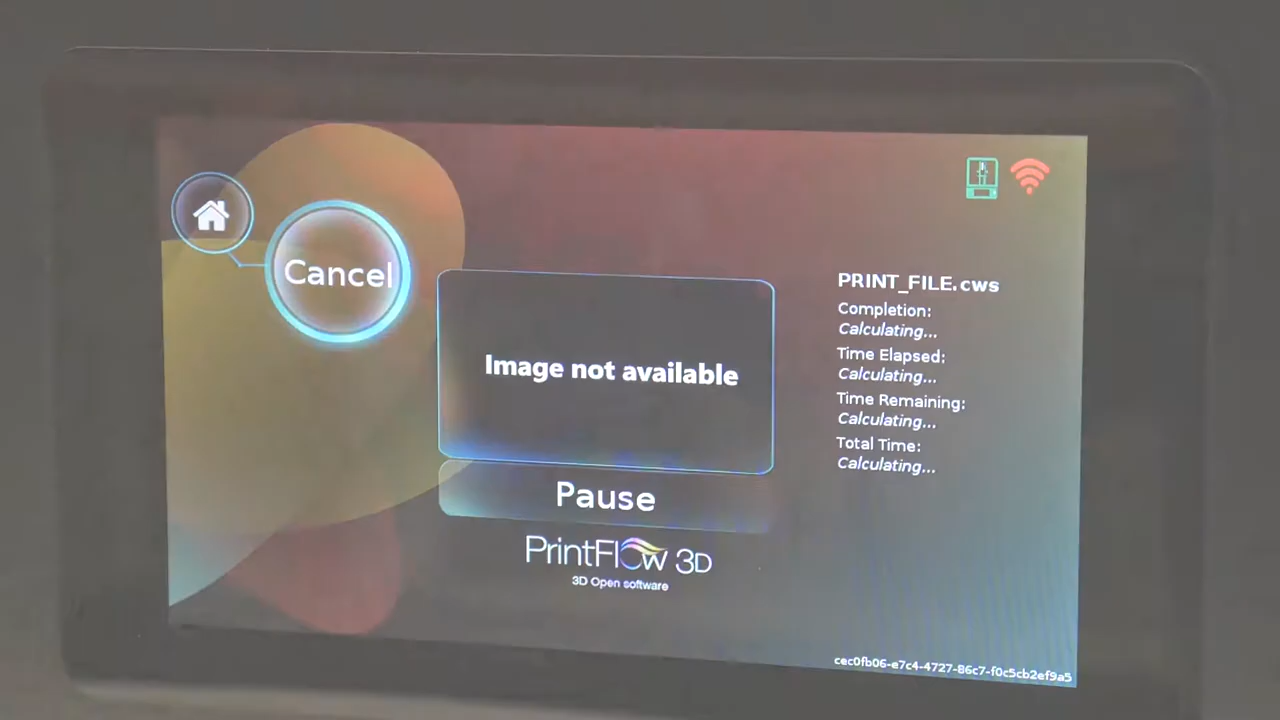 Cancel
Image not available
Pause
PrintFlow 3D
3D Open software
PRINT_FILE.cws
Completion:
Calculating...
Time Elapsed:
Calculating...
Time Remaining:
Calculating...
Total Time:
Calculating...
cec0fb06-e7c4-4727-86c7-f0c5cb2ef9a5